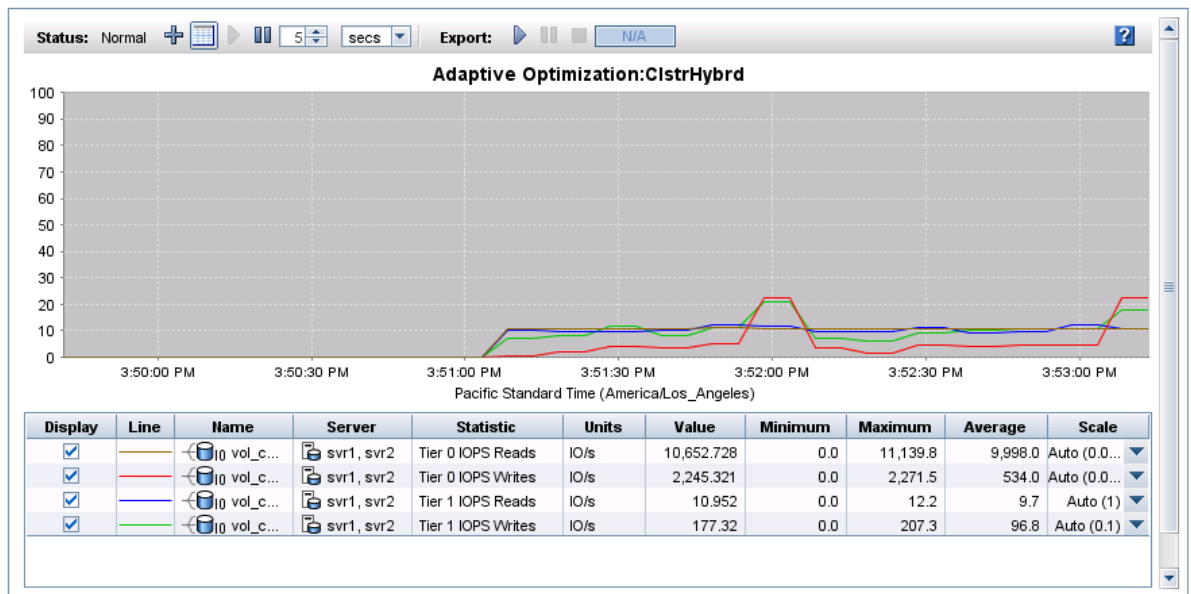 Status: Normal 5 secs Export: N/A ?
Adaptive Optimization:ClstrHybrd
100
90
80
70
60
50
40
30
20
10
0
3:50:00 PM 3:50:30 PM 3:51:00 PM 3:51:30 PM 3:52:00 PM 3:52:30 PM 3:53:00 PM
Pacific Standard Time (America/Los_Angeles)
Display Line Name Server Statistic Units Value Minimum Maximum Average Scale
10 vol_c... svr1, svr2 Tier 0 IOPS Reads IO/s 10,652.728 0.0 11,139.8 9,998.0 Auto (0.0...
10 vol_c... svr1, svr2 Tier 0 IOPS Writes IO/s 2,245.321 0.0 2,271.5 534.0 Auto (0.0...
10 vol_c... svr1, svr2 Tier 1 IOPS Reads IO/s 10.952 0.0 12.2 9.7 Auto (1)
10 vol_c... svr1, svr2 Tier 1 IOPS Writes IO/s 177.32 0.0 207.3 96.8 Auto (0.1)